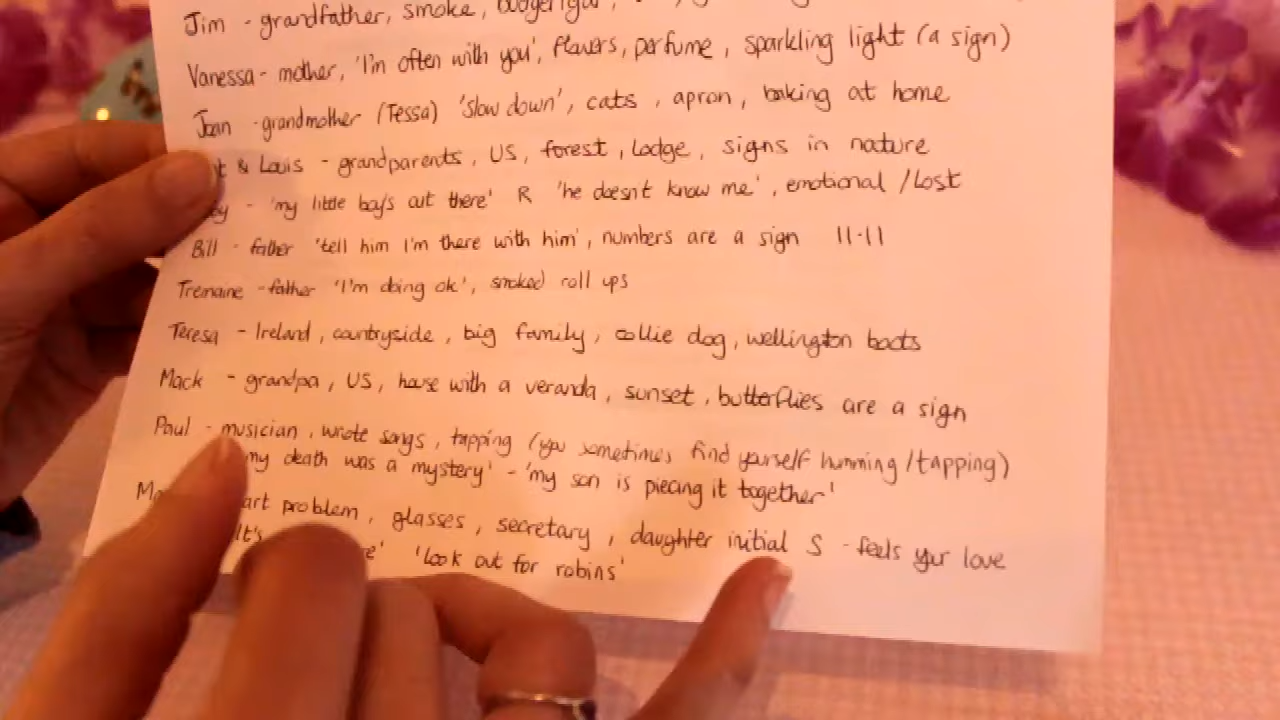 Jim - grandfather, smoke, budgerigar,
Vanessa - mother, 'I'm often with you', flowers, perfume, sparkling light (a sign)
Joan - grandmother (Tessa) 'slow down', cats, apron, baking at home
& Louis - grandparents, US, forest, lodge, signs in nature
- 'my little boy's out there' R 'he doesn't know me', emotional / lost
Bill - father 'tell him I'm there with him', numbers are a sign 11-11
Tremaine - father 'I'm doing ok', smoked roll ups
Teresa - Ireland, countryside, big family, collie dog, wellington boots
Mack - grandpa, US, house with a veranda, sunset, butterflies are a sign
Paul - musician, wrote songs, tapping (you sometimes find yourself humming / tapping)
my death was a mystery' - 'my son is piecing it together'
problem, glasses, secretary, daughter initial S - feels your love
'look out for robins'